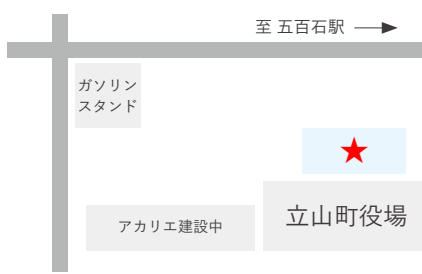 至 五百石駅
ガソリン
スタンド
立山町役場
アカリエ建設中